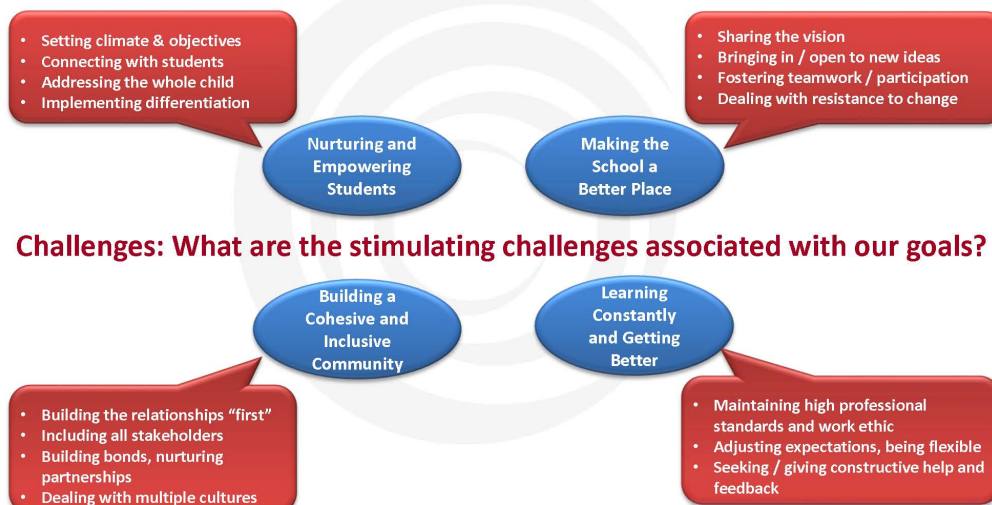 • Setting climate & objectives
• Connecting with students
• Addressing the whole child
• Implementing differentiation
• Sharing the vision
• Bringing in / open to new ideas
• Fostering teamwork / participation
• Dealing with resistance to change
Nurturing and
Empowering
Students
Making the
School a
Better Place
Challenges: What are the stimulating challenges associated with our goals?
Building a
Cohesive and
Inclusive
Community
Learning
Constantly
and Getting
Better
• Building the relationships “first”
• Including all stakeholders
• Building bonds, nurturing
partnerships
• Dealing with multiple cultures
• Maintaining high professional
standards and work ethic
• Adjusting expectations, being flexible
• Seeking / giving constructive help and
feedback